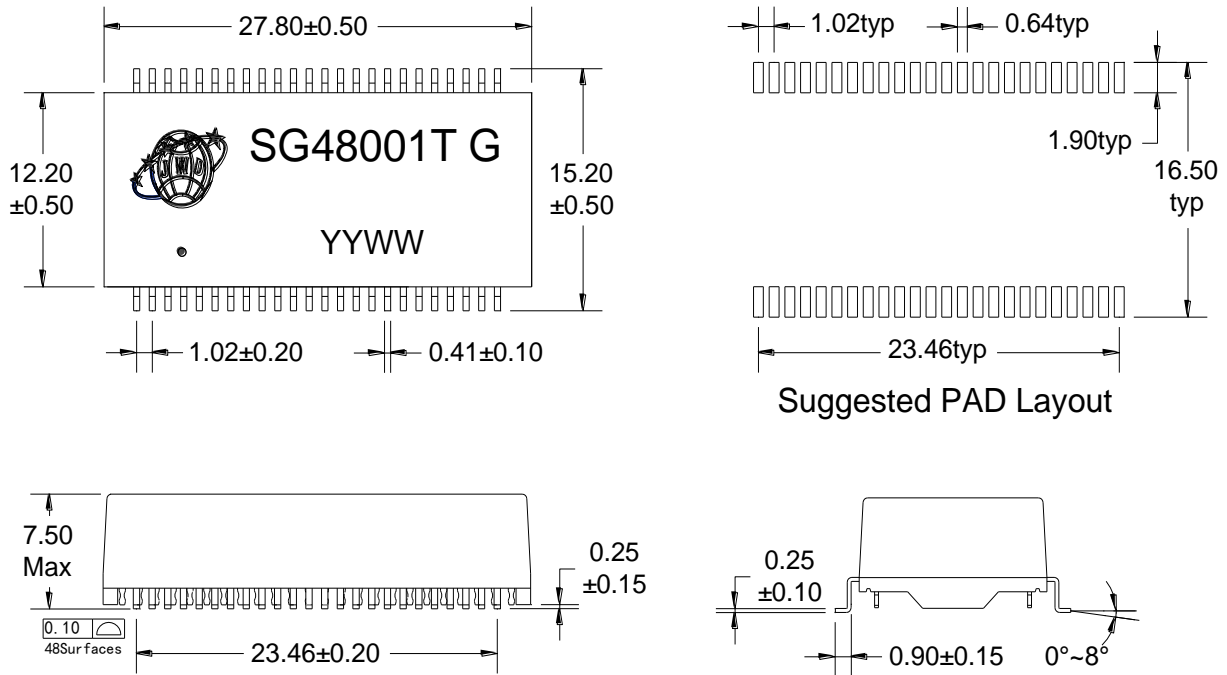 27.80±0.50
1.02typ
0.64typ
JWD
SG48001T G
YYWW
12.20
±0.50
15.20
±0.50
1.90typ
16.50
typ
1.02±0.20
0.41±0.10
23.46typ
Suggested PAD Layout
7.50
Max
0.25
±0.15
0.10
48Surfaces
23.46±0.20
0.25
±0.10
0.90±0.15
0°~8°